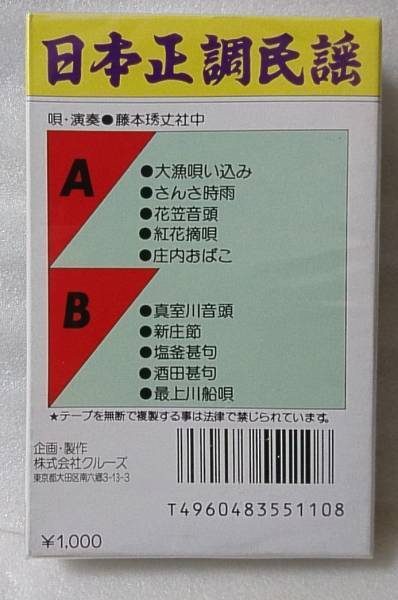 日本正調民謡
唄・演奏●藤本琇丈社中
A
●大漁唄い込み
●さんさ時雨
●花笠音頭
●紅花摘唄
●庄内おばこ
B
●真室川音頭
●新庄節
●塩釜甚句
●酒田甚句
●最上川船唄
★テープを無断で複製する事は法律で禁じられています。
企画・製作
株式会社クルーズ
東京都大田区南六郷3-13-3
T4960483551108
¥1,000